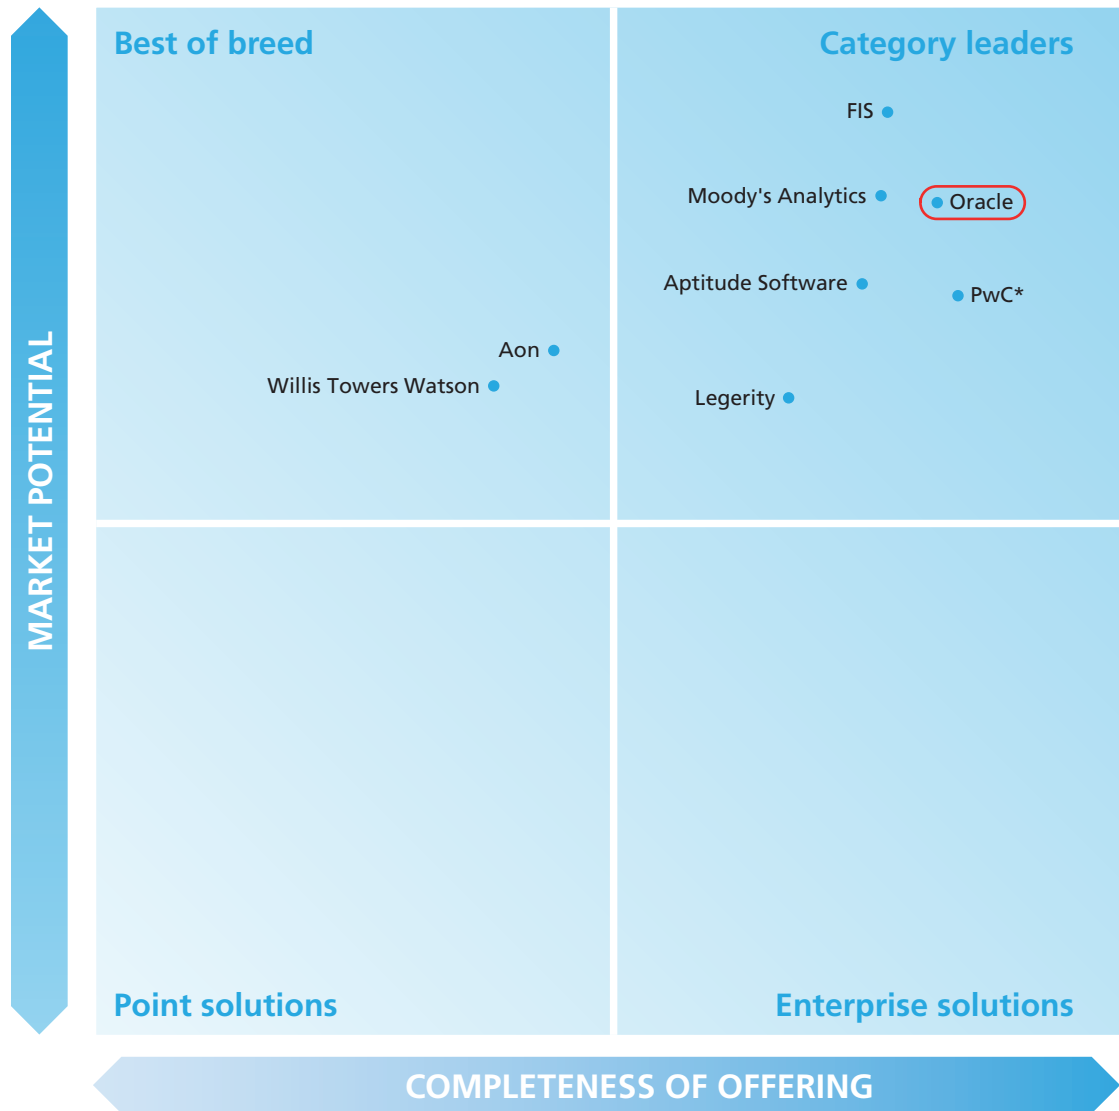 Best of breed
Category leaders
FIS
Moody's Analytics
Oracle
Aptitude Software
PwC*
Aon
Willis Towers Watson
Legerity
MARKET POTENTIAL
Point solutions
Enterprise solutions
COMPLETENESS OF OFFERING